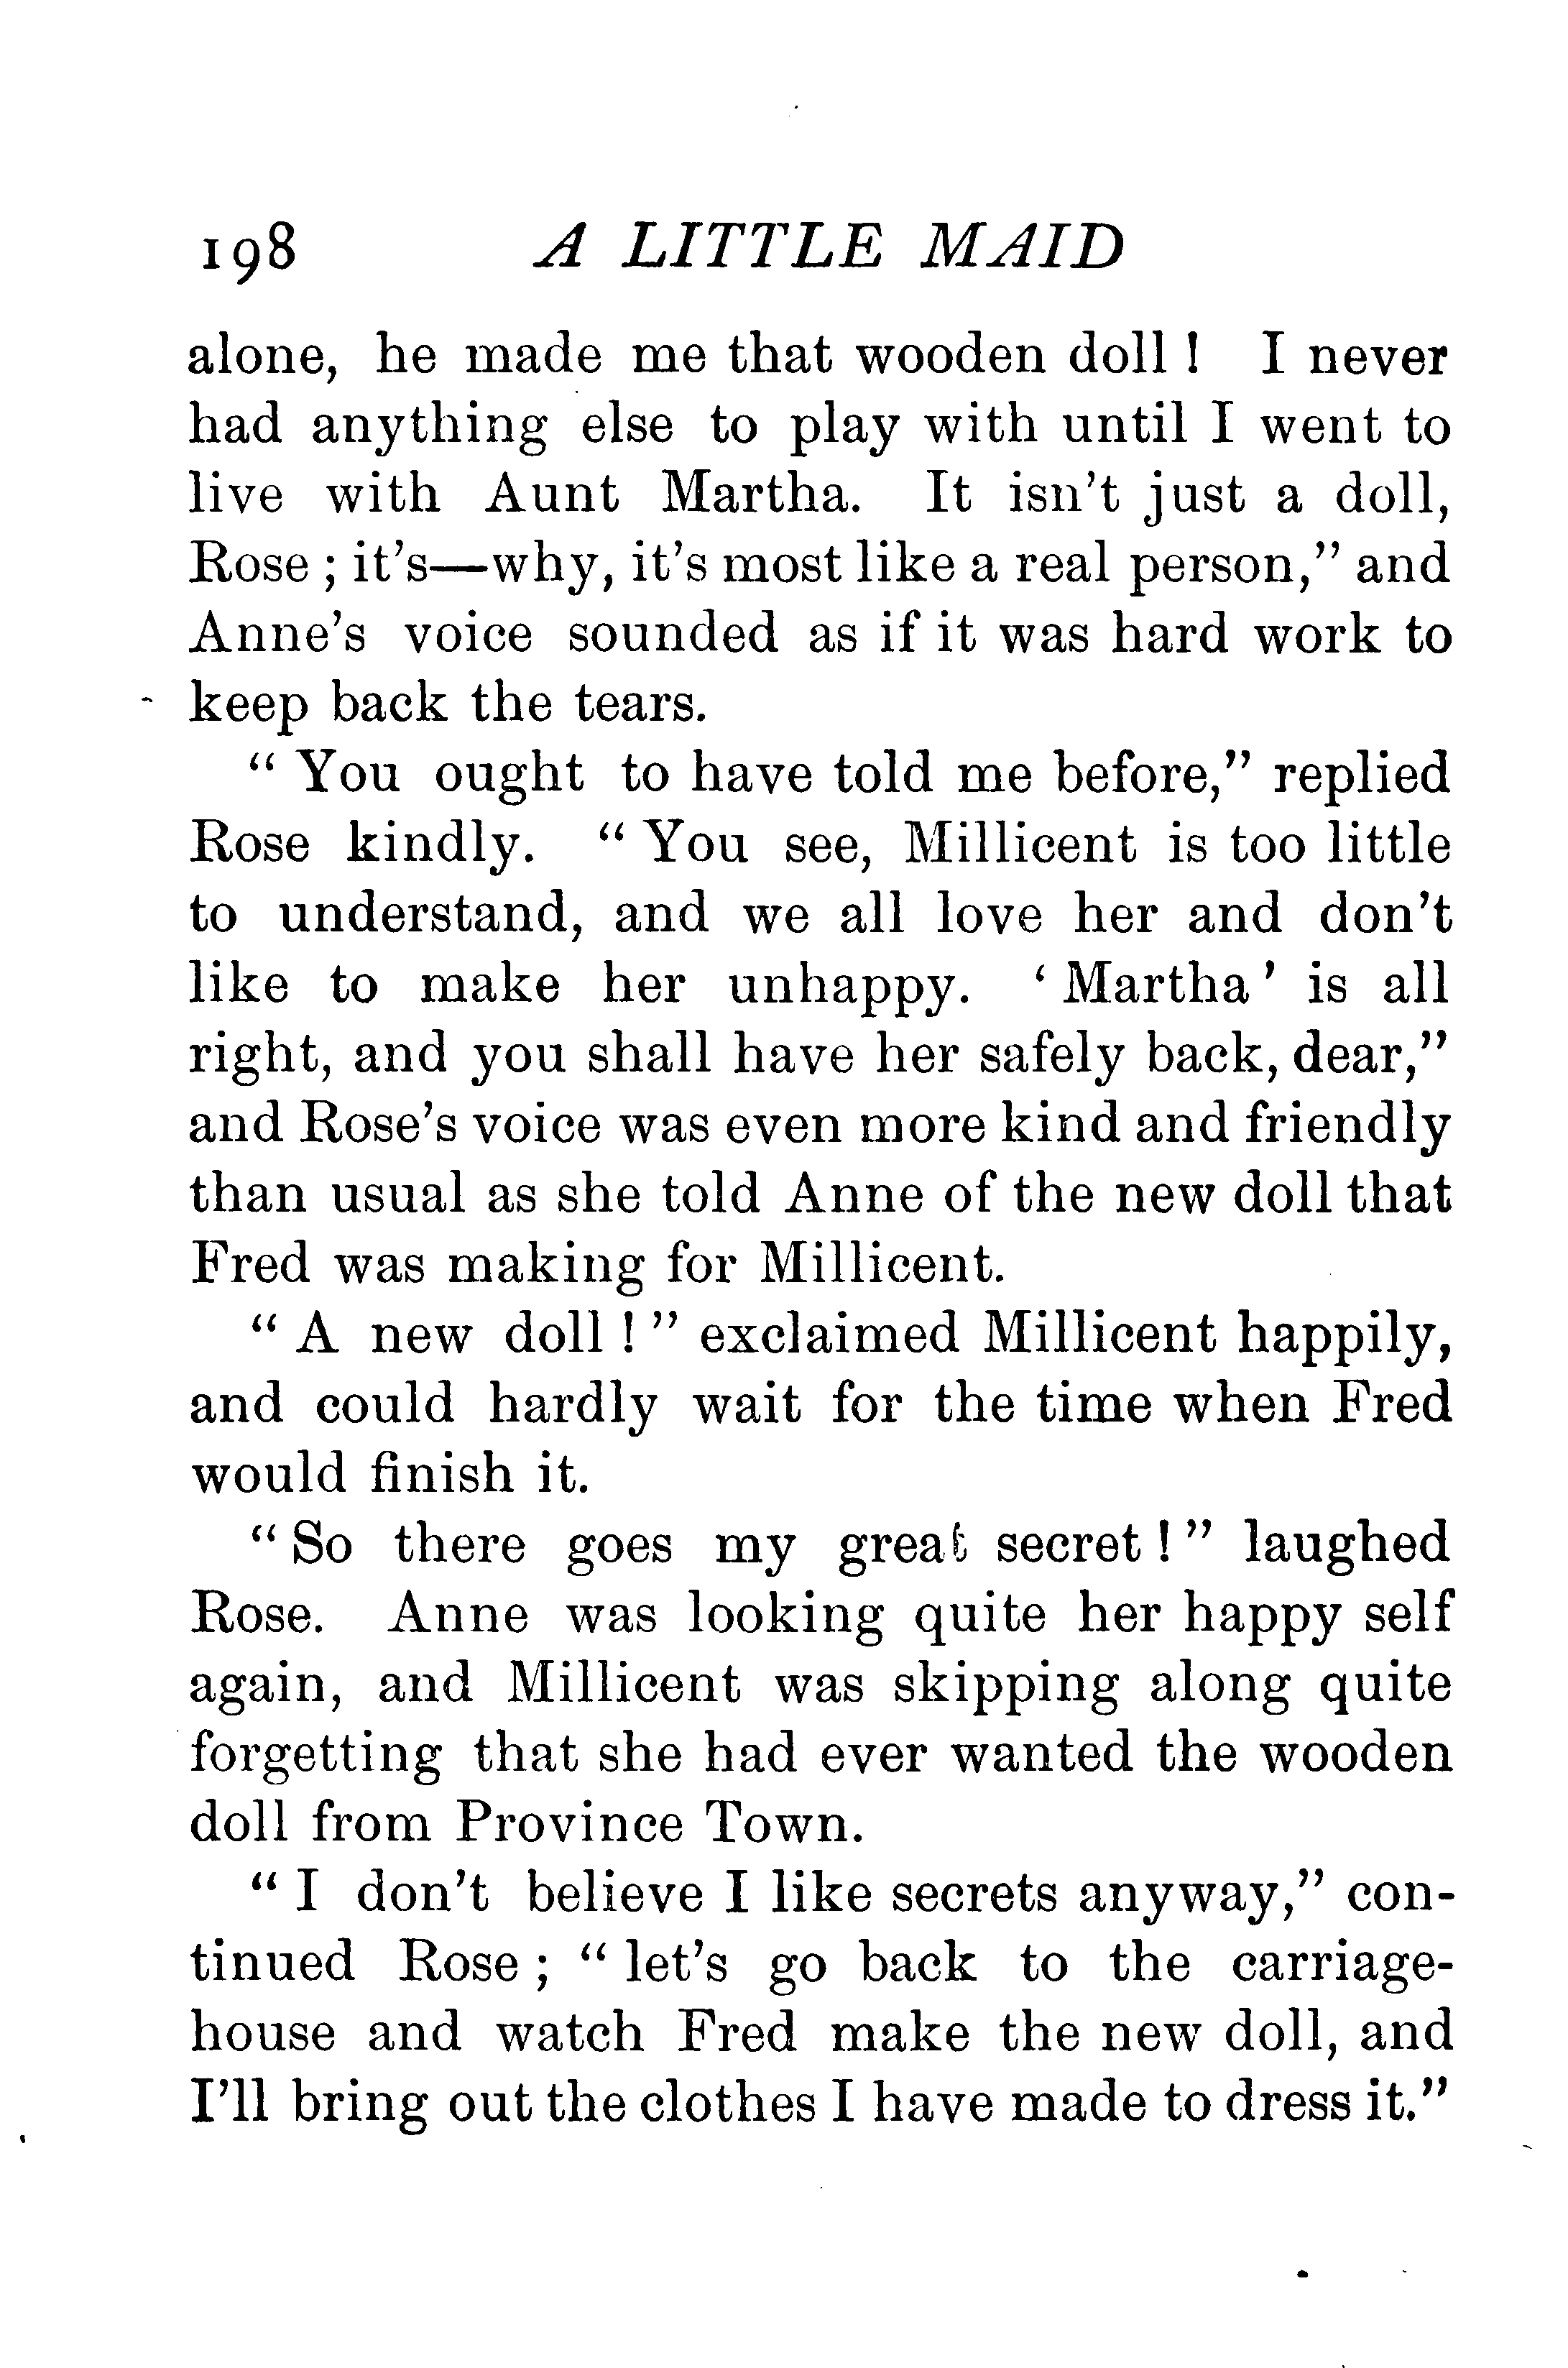 198 A LITTLE MAID
alone, he made me that wooden doll! I never
had anything else to play with until I went to
live with Aunt Martha. It isn't just a doll,
Rose; it's—why, it's most like a real person,” and
Anne's voice sounded as if it was hard work to
keep back the tears.
“You ought to have told me before,” replied
Rose kindly. “You see, Millicent is too little
to understand, and we all love her and don't
like to make her unhappy. ‘Martha’ is all
right, and you shall have her safely back, dear,”
and Rose's voice was even more kind and friendly
than usual as she told Anne of the new doll that
Fred was making for Millicent.
“A new doll!” exclaimed Millicent happily,
and could hardly wait for the time when Fred
would finish it.
“So there goes my great secret!” laughed
Rose. Anne was looking quite her happy self
again, and Millicent was skipping along quite
forgetting that she had ever wanted the wooden
doll from Province Town.
“I don't believe I like secrets anyway,” con-
tinued Rose; “let's go back to the carriage-
house and watch Fred make the new doll, and
I'll bring out the clothes I have made to dress it.”